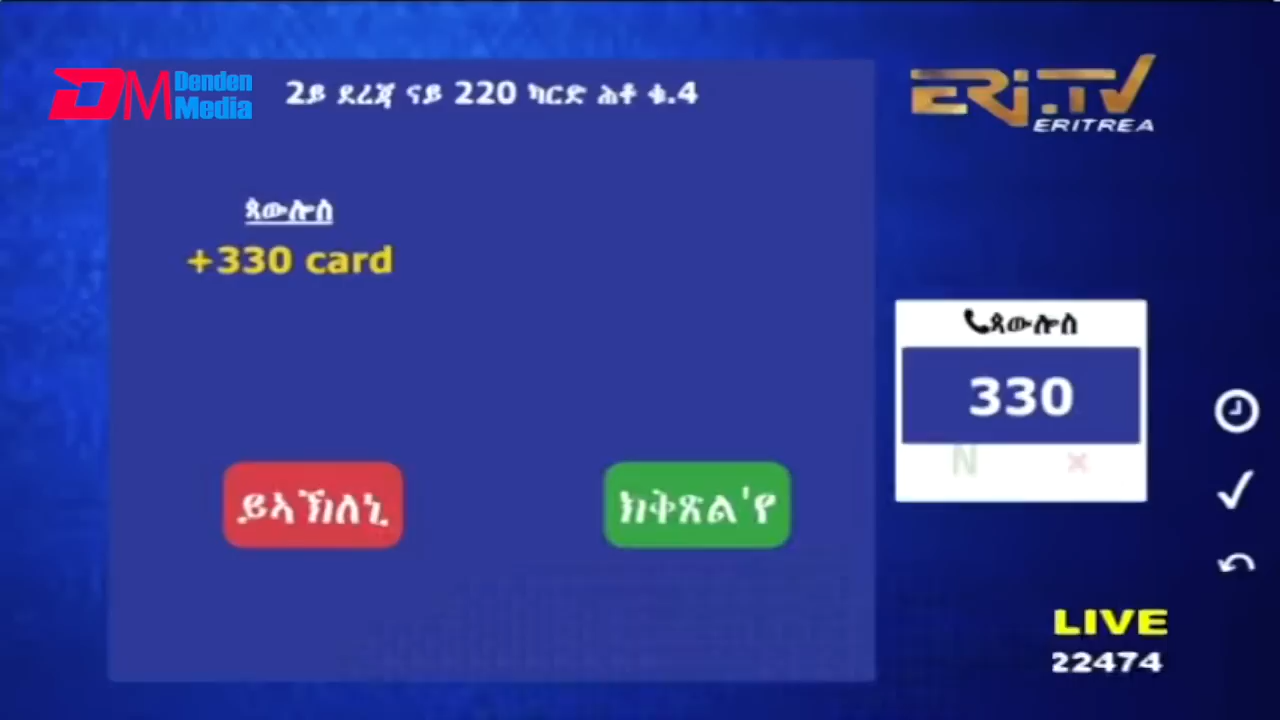 DM Denden
Media
2ይ ደረጃ ናይ 220 ካርድ ሕቶ ቁ.4
ERi.TV
ERITREA
ጳውሎስ
+330 card
ጳውሎስ
330
N ×
ይኣኽለኒ
ክቅጽል'የ
LIVE
22474